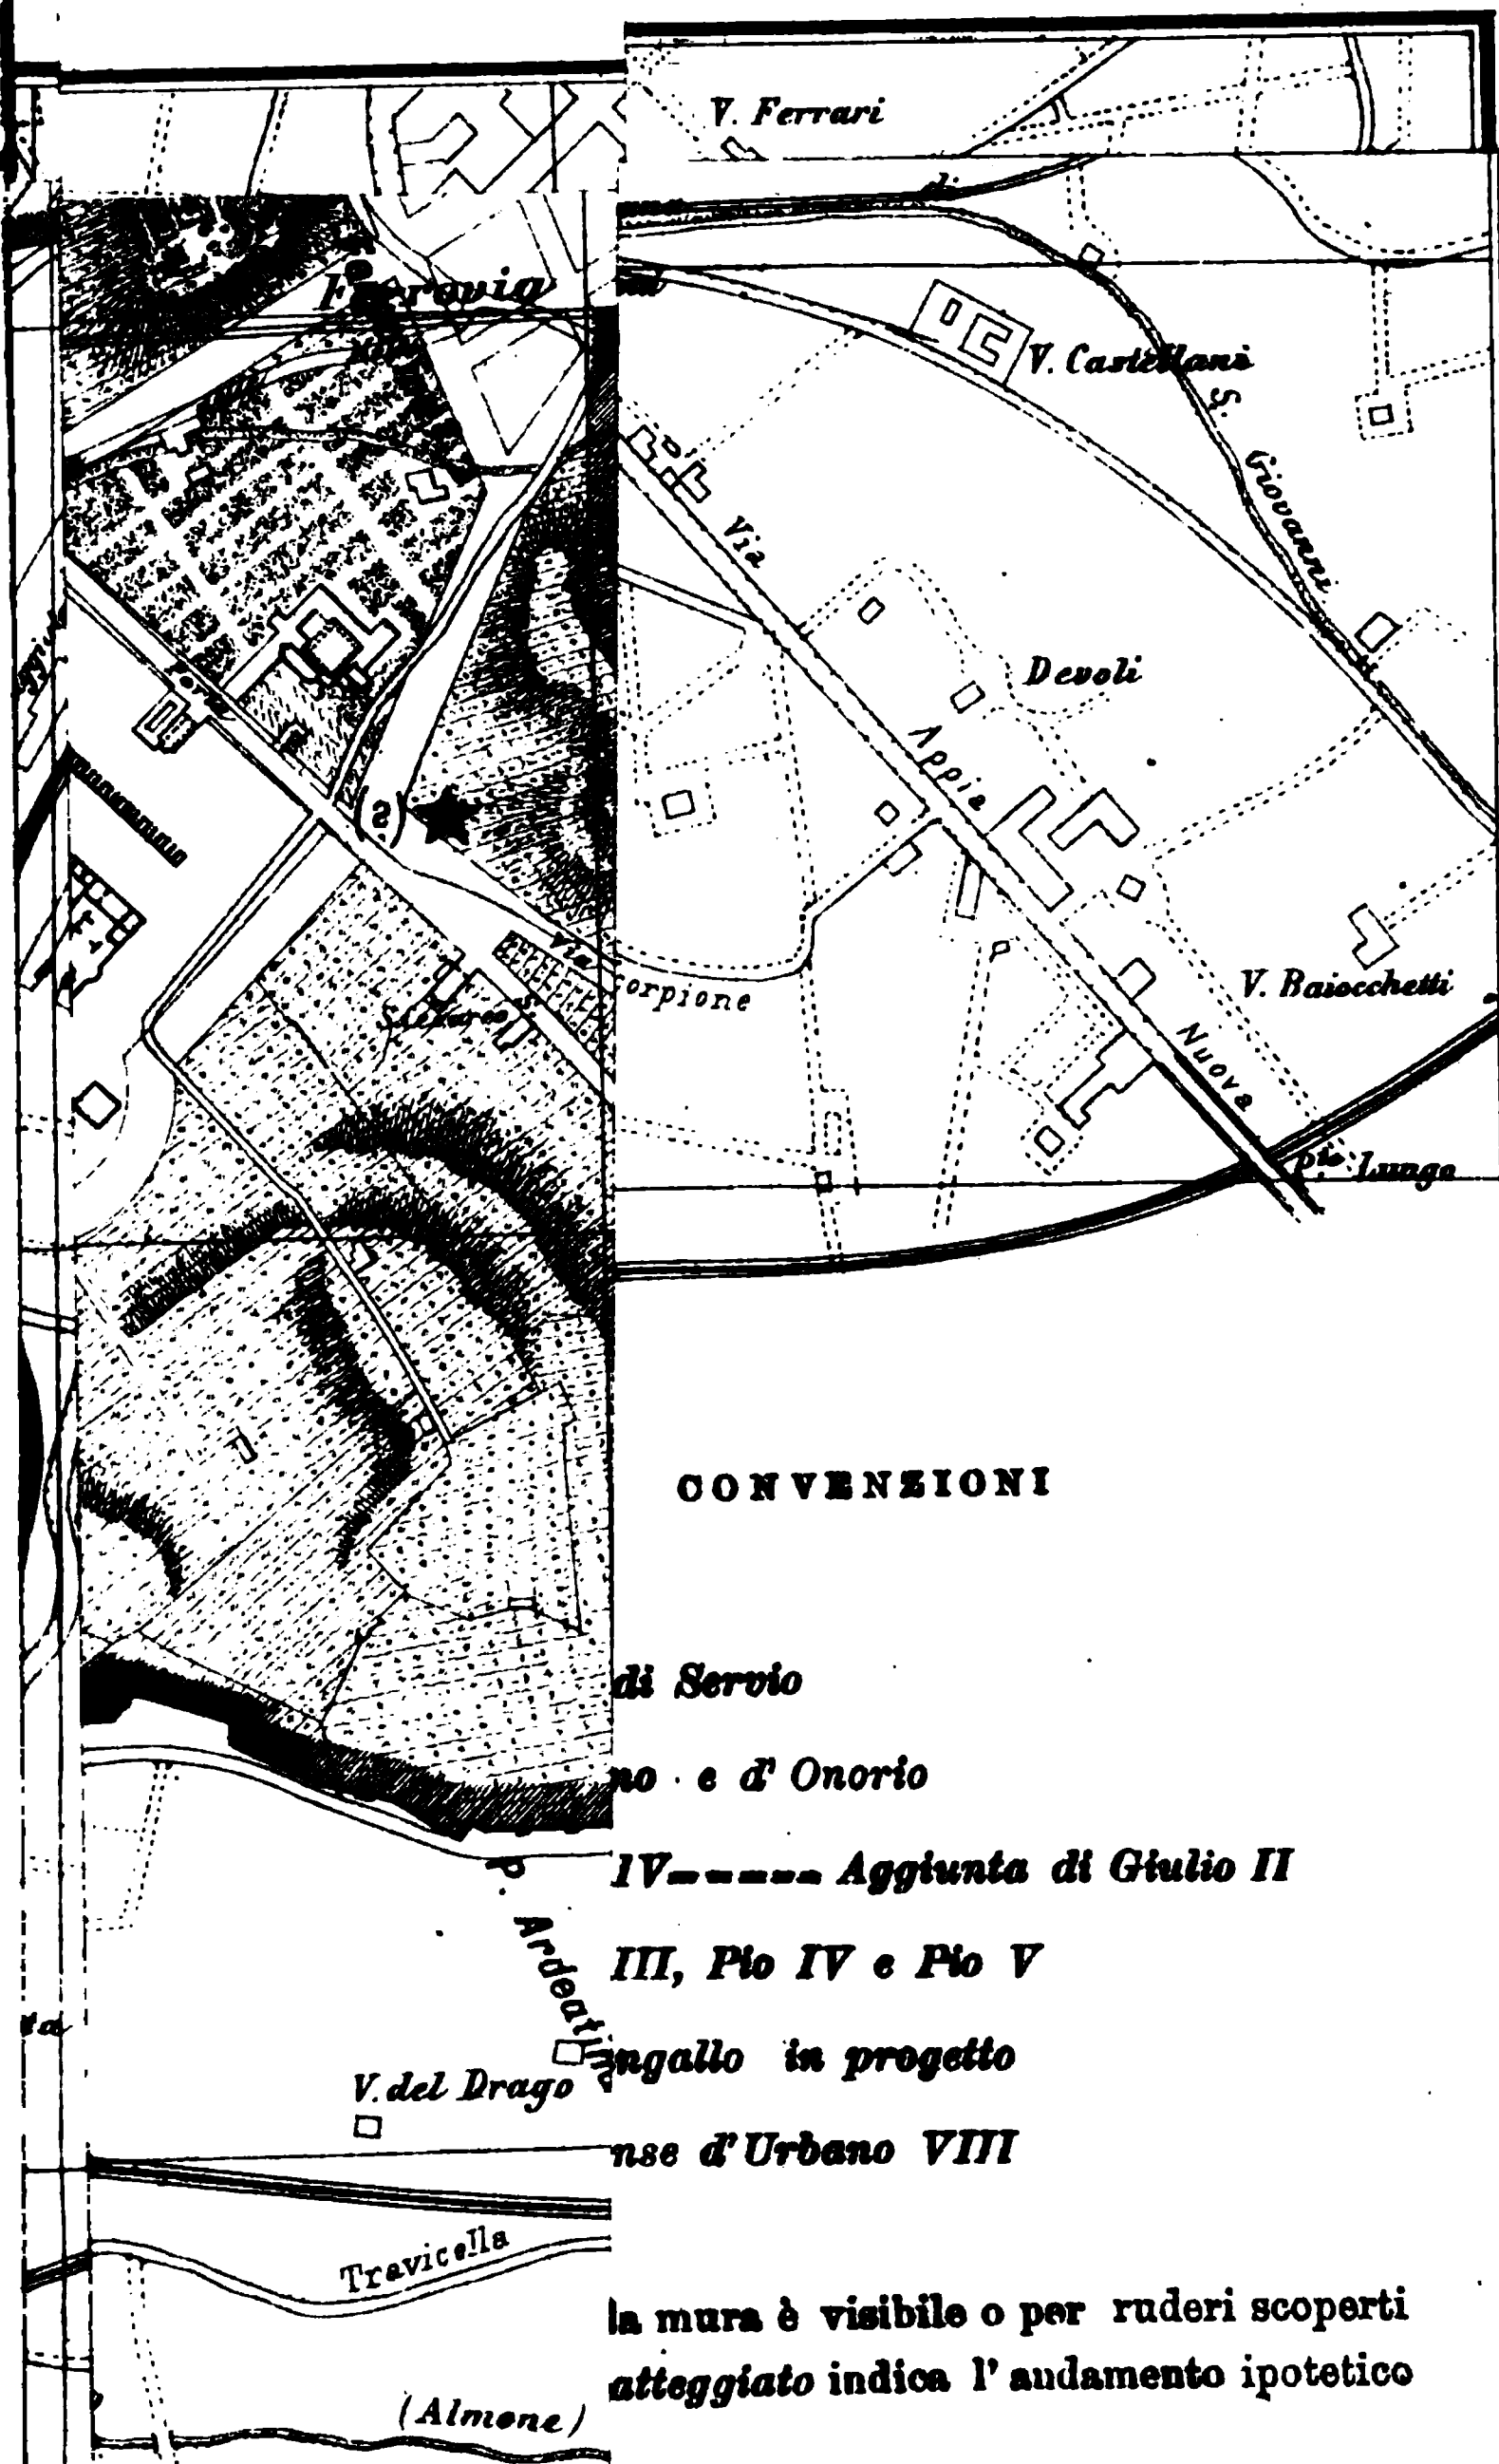 V. Ferrari
di
Ferrovia
V. Castellani
S. Giovanni
Via Appia Nuova
Devoli
Porta
(2)
Via
orpione
V. Baiocchetti
P.te Lungo
CONVENZIONI
di Servio
no e d' Onorio
IV------ Aggiunta di Giulio II
III, Pio IV e Pio V
ngallo in progetto
nse d' Urbano VIII
P. Ardeatina
V. del Drago
Travicella
la mura è visibile o per ruderi scoperti
atteggiato indica l' andamento ipotetico
(Almone)